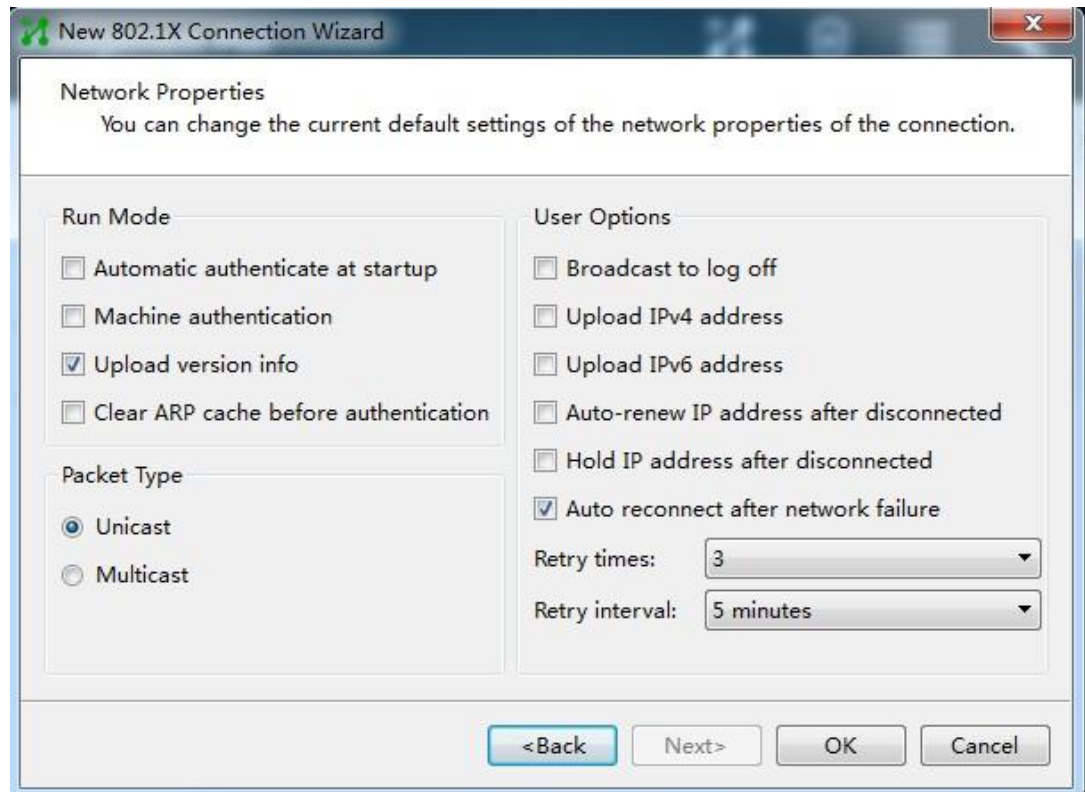 New 802.1X Connection Wizard
Network Properties
You can change the current default settings of the network properties of the connection.
Run Mode
Automatic authenticate at startup
Machine authentication
Upload version info
Clear ARP cache before authentication
Packet Type
Unicast
Multicast
User Options
Broadcast to log off
Upload IPv4 address
Upload IPv6 address
Auto-renew IP address after disconnected
Hold IP address after disconnected
Auto reconnect after network failure
Retry times: 3
Retry interval: 5 minutes
<Back Next> OK Cancel